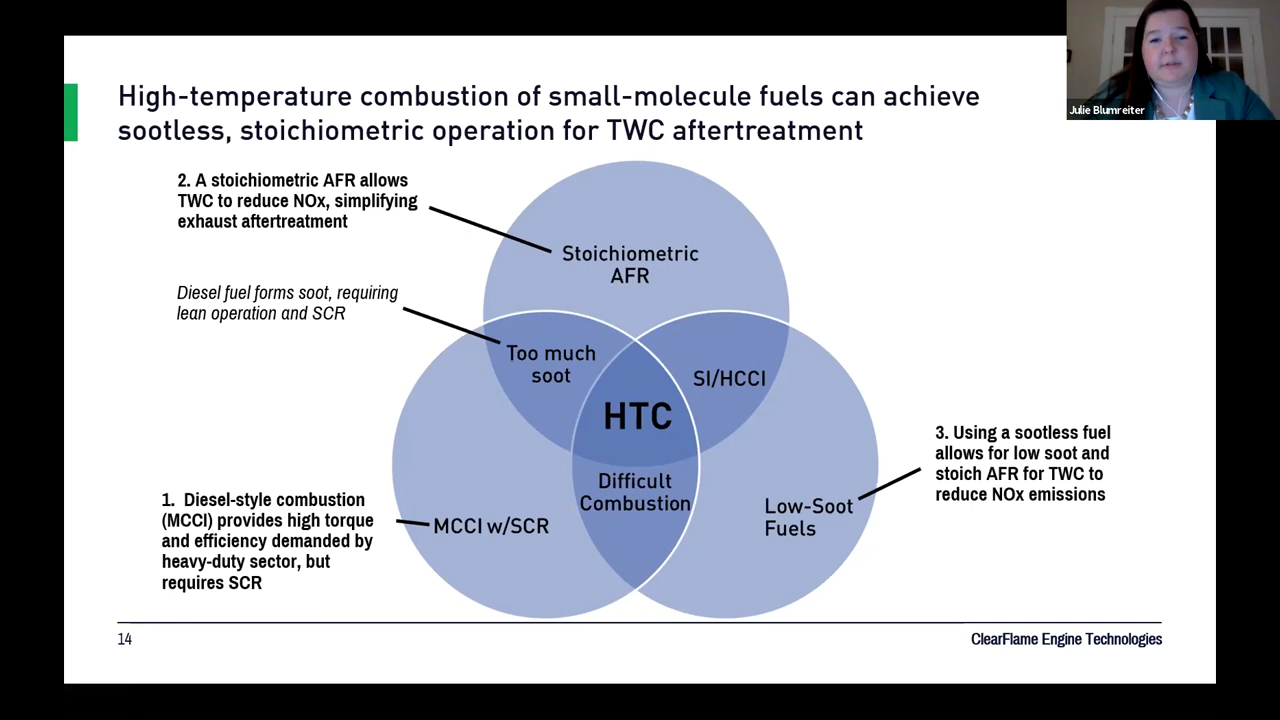 High-temperature combustion of small-molecule fuels can achieve
sootless, stoichiometric operation for TWC aftertreatment
Julie Blumreiter
2. A stoichiometric AFR allows
TWC to reduce NOx, simplifying
exhaust aftertreatment
Stoichiometric
AFR
Diesel fuel forms soot, requiring
lean operation and SCR
Too much
soot
SI/HCCI
HTC
3. Using a sootless fuel
allows for low soot and
stoich AFR for TWC to
reduce NOx emissions
Difficult
Combustion
Low-Soot
Fuels
1. Diesel-style combustion
(MCCI) provides high torque
and efficiency demanded by
heavy-duty sector, but
requires SCR
MCCI w/SCR
14
ClearFlame Engine Technologies